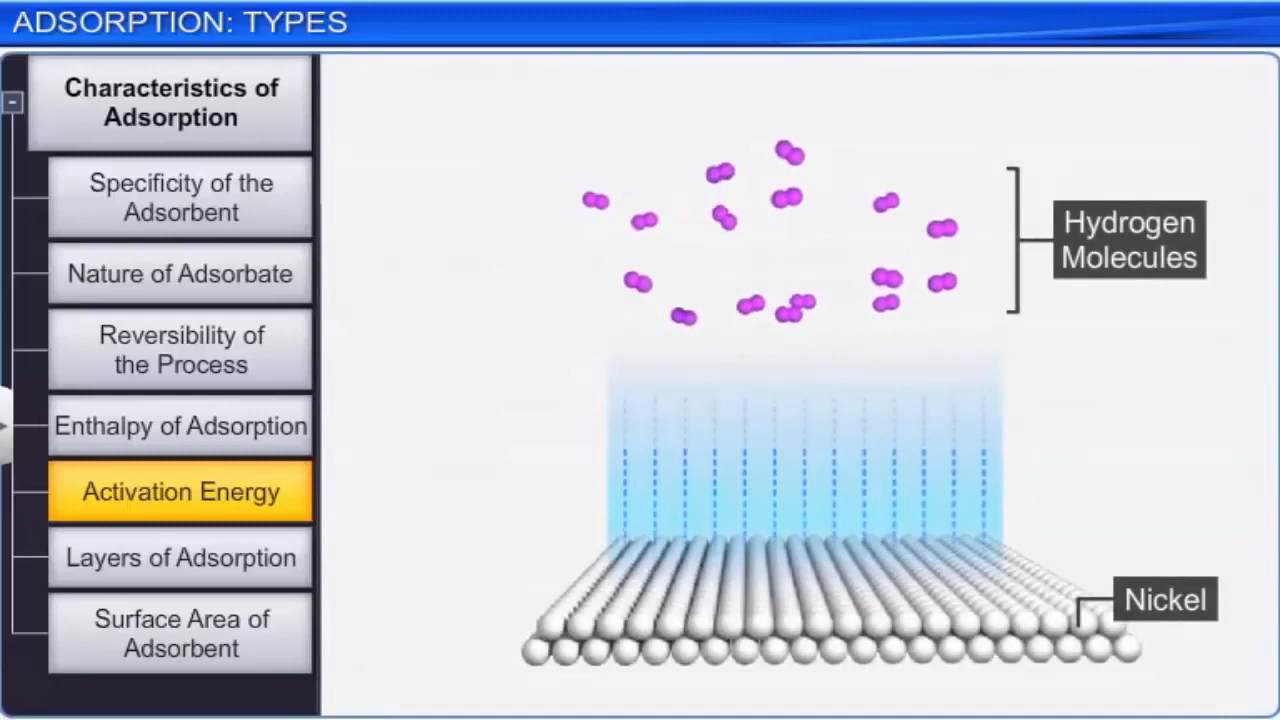 ADSORPTION: TYPES
Characteristics of
Adsorption
Specificity of the
Adsorbent
Nature of Adsorbate
Reversibility of
the Process
Enthalpy of Adsorption
Activation Energy
Layers of Adsorption
Surface Area of
Adsorbent
Hydrogen
Molecules
Nickel